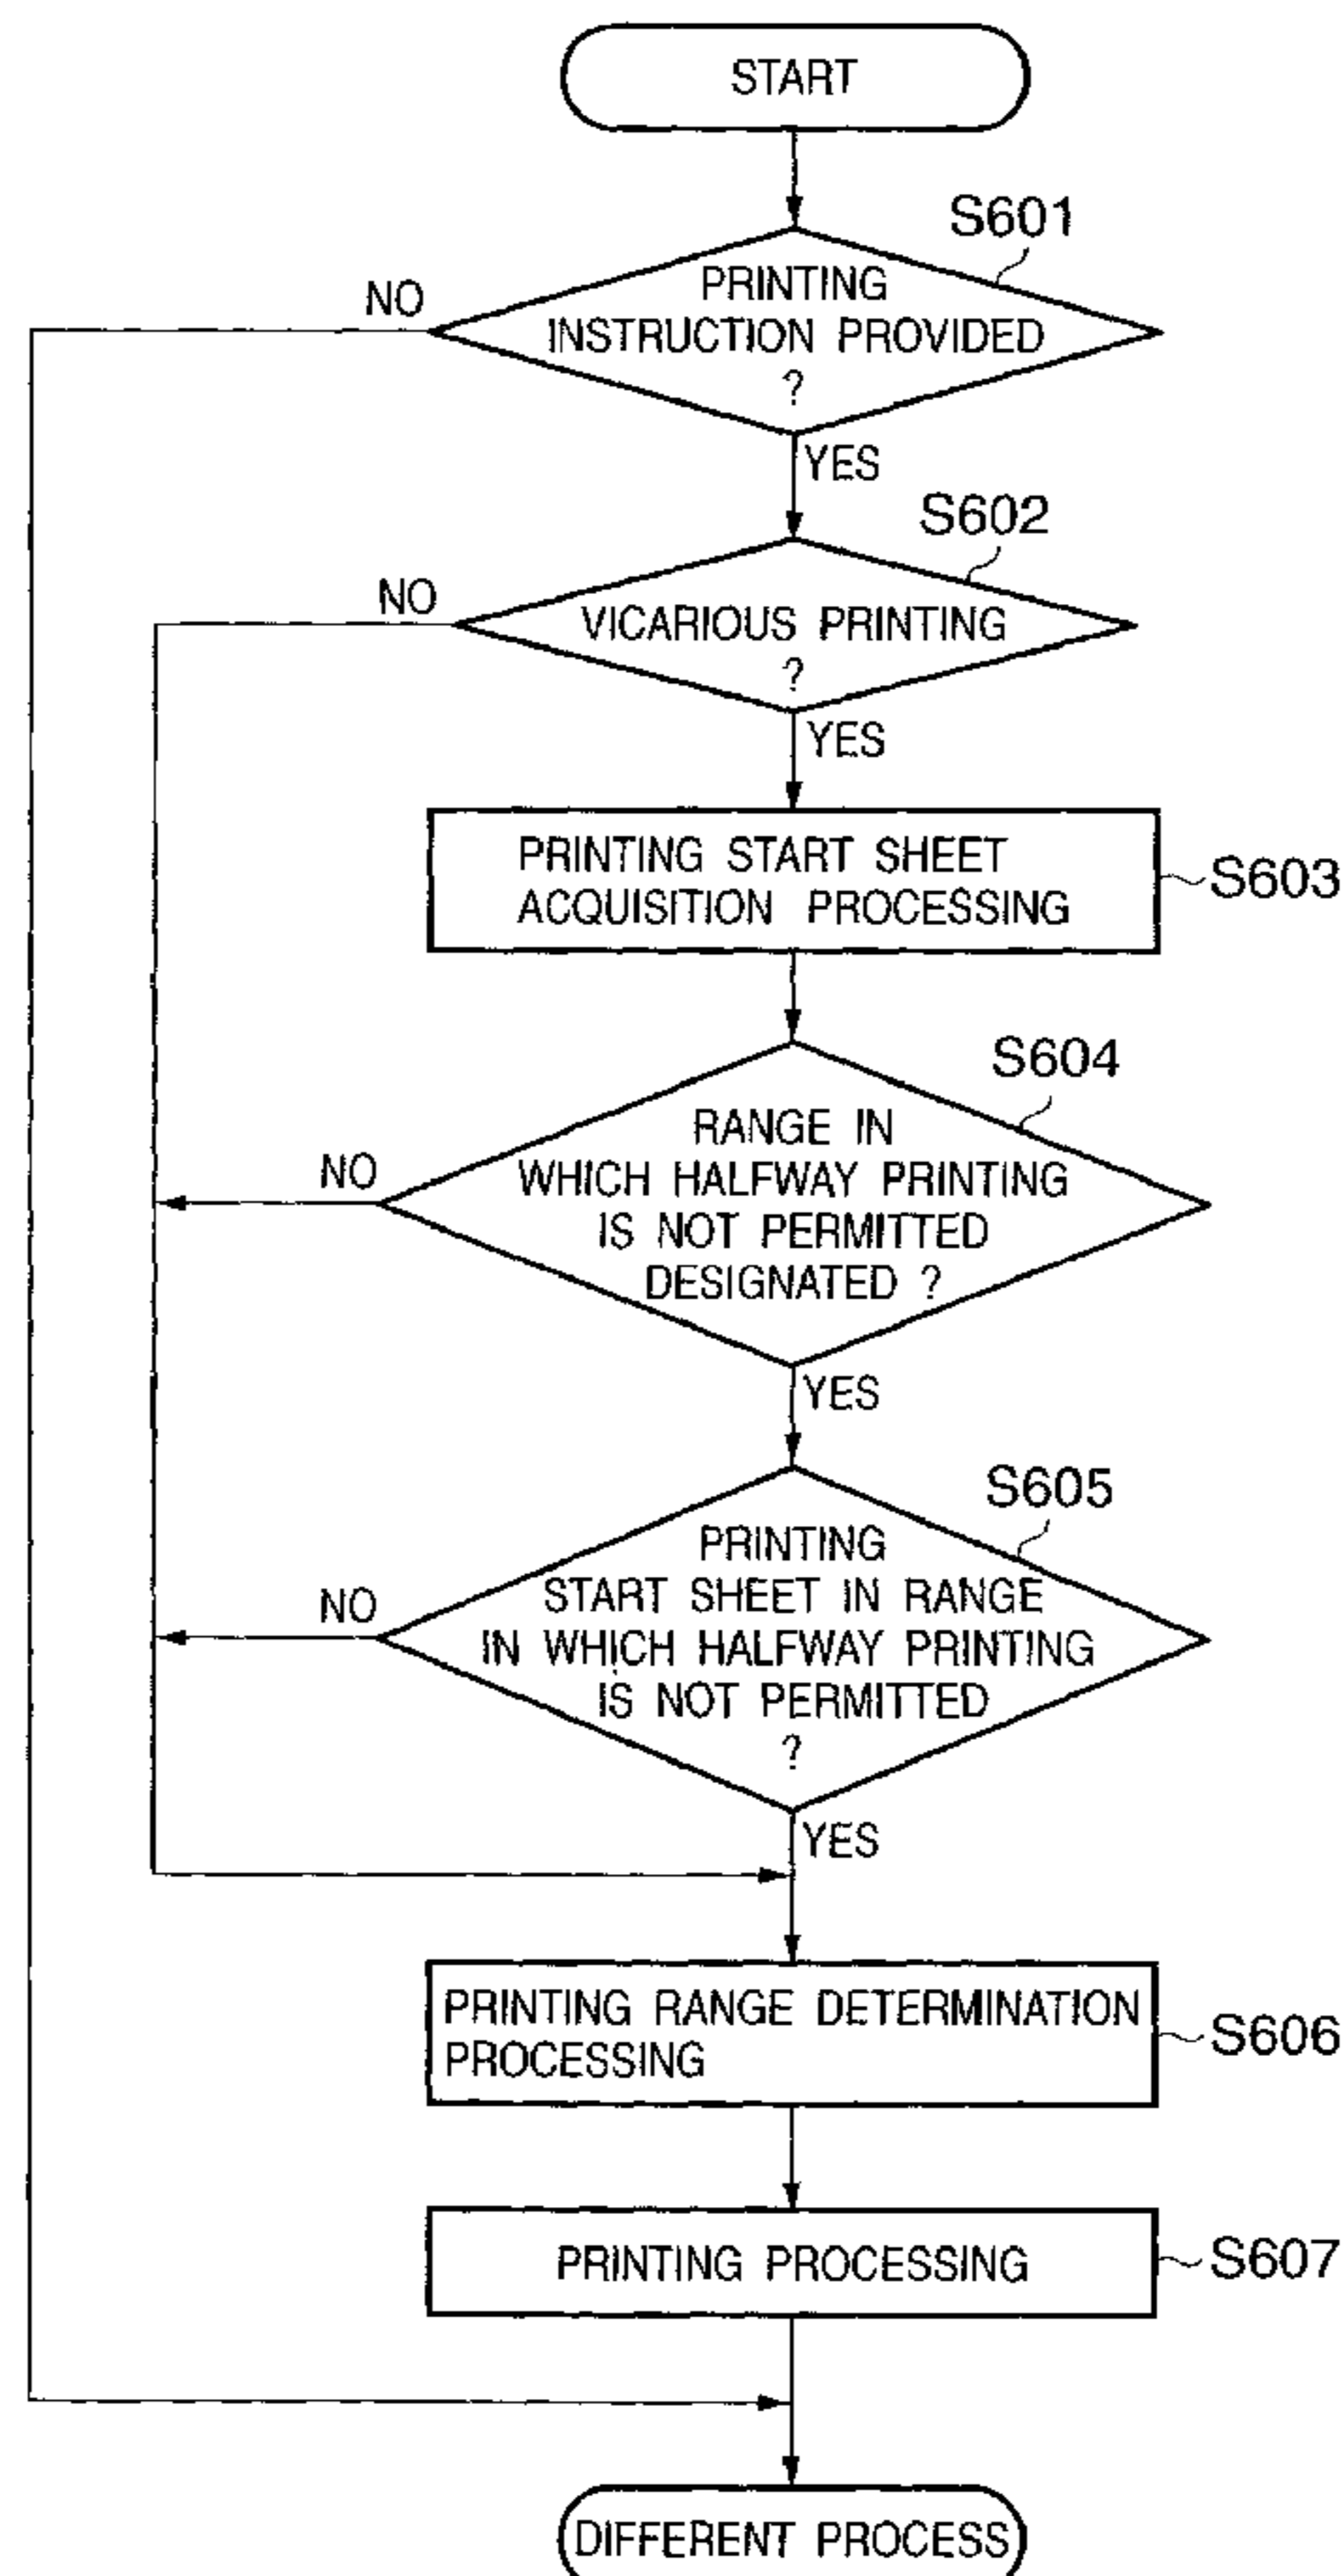 START
S601
PRINTING
INSTRUCTION PROVIDED
?
NO
YES
S602
VICARIOUS PRINTING
?
NO
YES
PRINTING START SHEET
ACQUISITION PROCESSING
S603
S604
RANGE IN
WHICH HALFWAY PRINTING
IS NOT PERMITTED
DESIGNATED ?
NO
YES
S605
PRINTING
START SHEET IN RANGE
IN WHICH HALFWAY PRINTING
IS NOT PERMITTED
?
NO
YES
PRINTING RANGE DETERMINATION
PROCESSING
S606
PRINTING PROCESSING
S607
DIFFERENT PROCESS